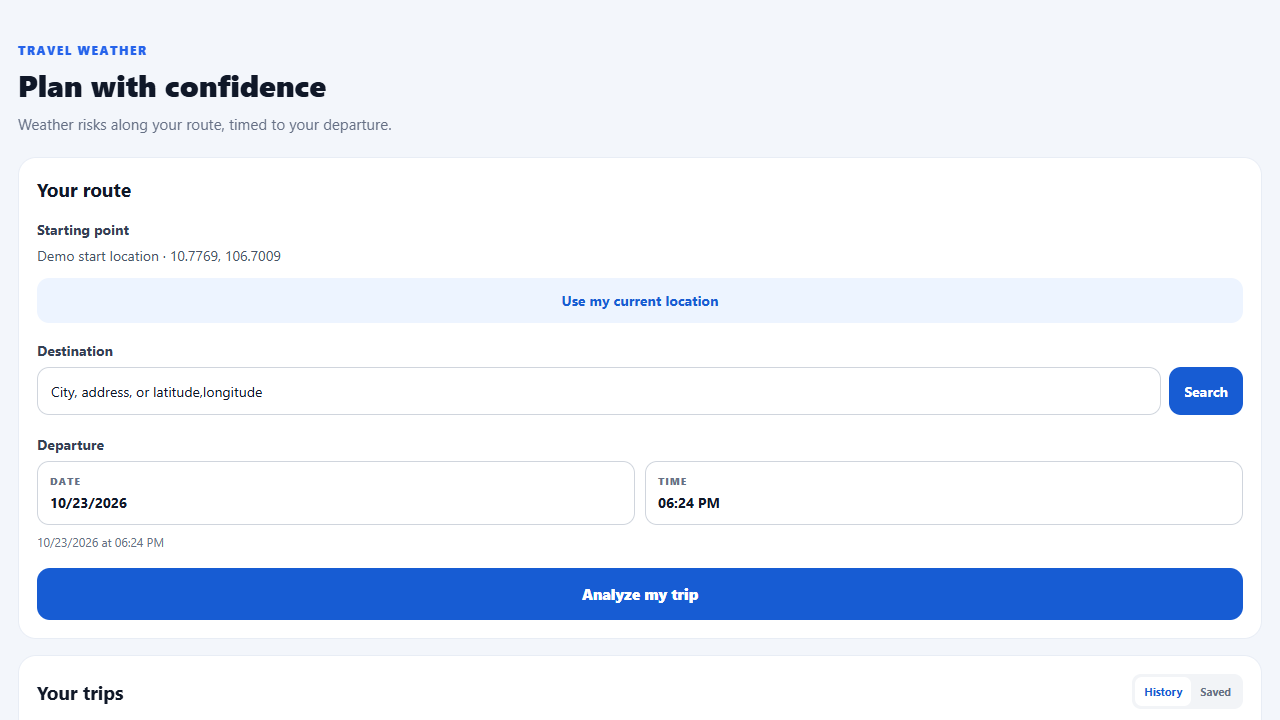 TRAVEL WEATHER
Plan with confidence
Weather risks along your route, timed to your departure.
Your route
Starting point
Demo start location · 10.7769, 106.7009
Use my current location
Destination
City, address, or latitude,longitude
Search
Departure
DATE
10/23/2026
TIME
06:24 PM
10/23/2026 at 06:24 PM
Analyze my trip
Your trips
History
Saved